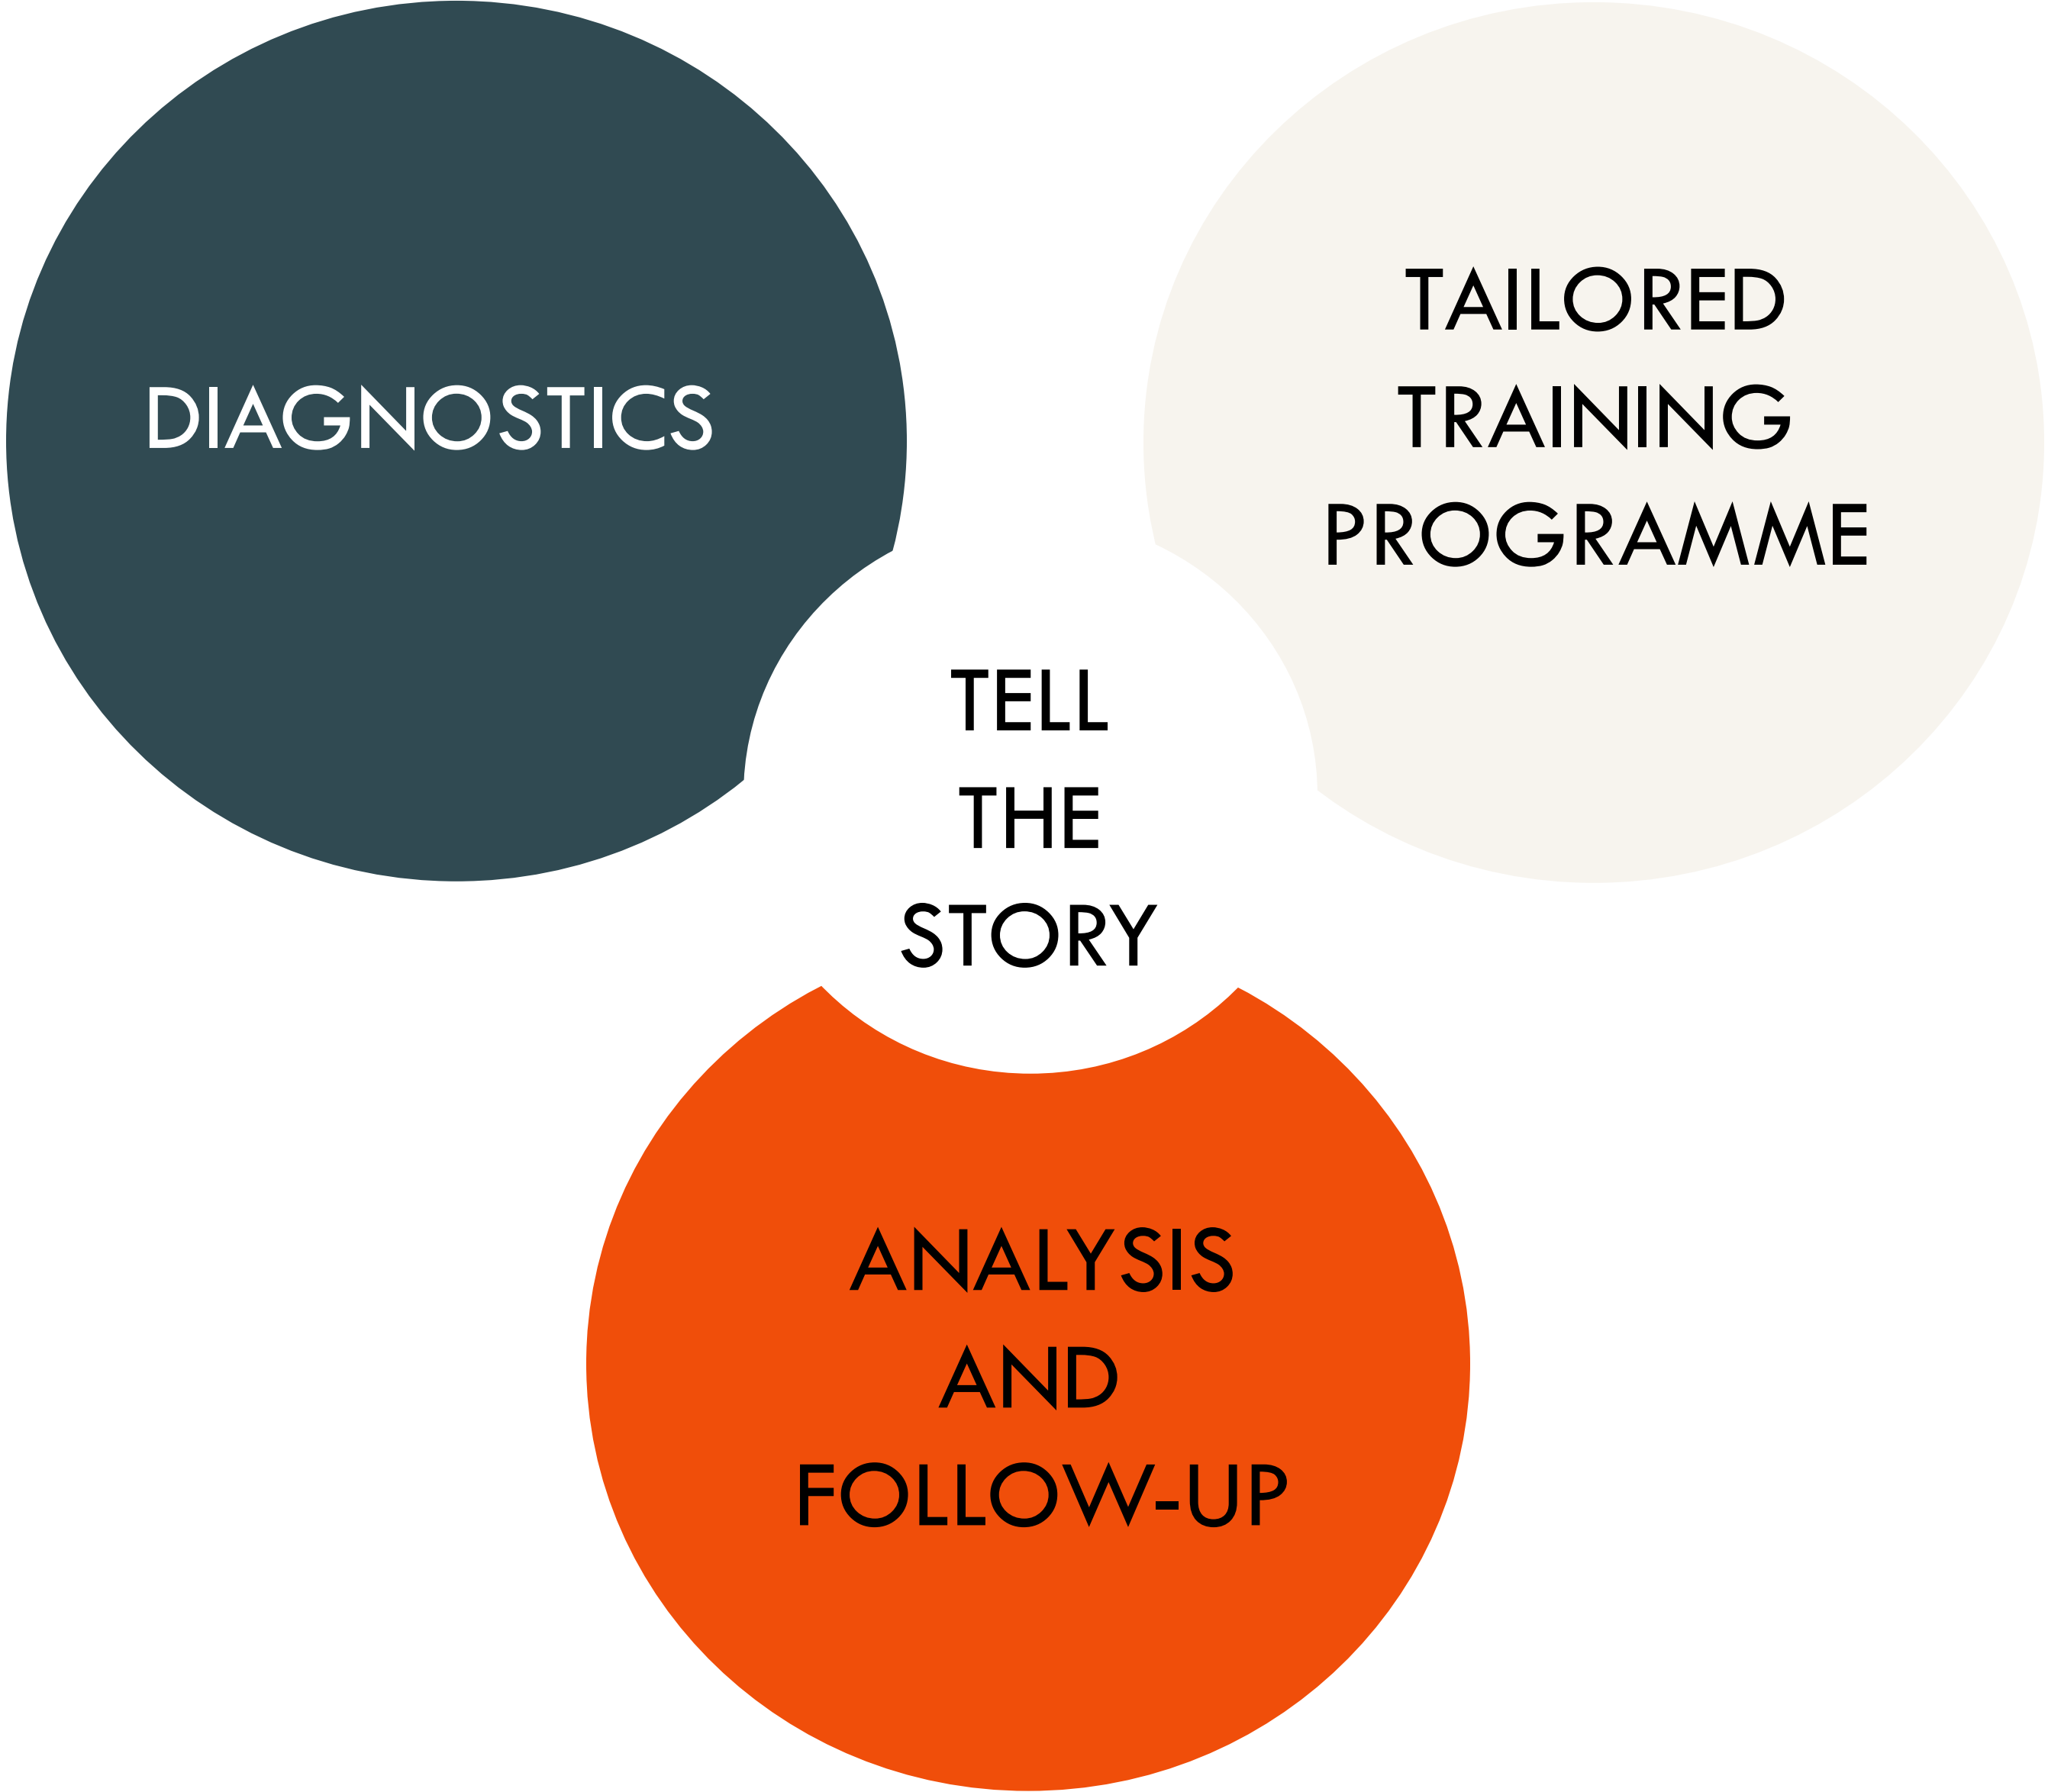 DIAGNOSTICS
TAILORED
TRAINING
PROGRAMME
TELL
THE
STORY
ANALYSIS
AND
FOLLOW-UP